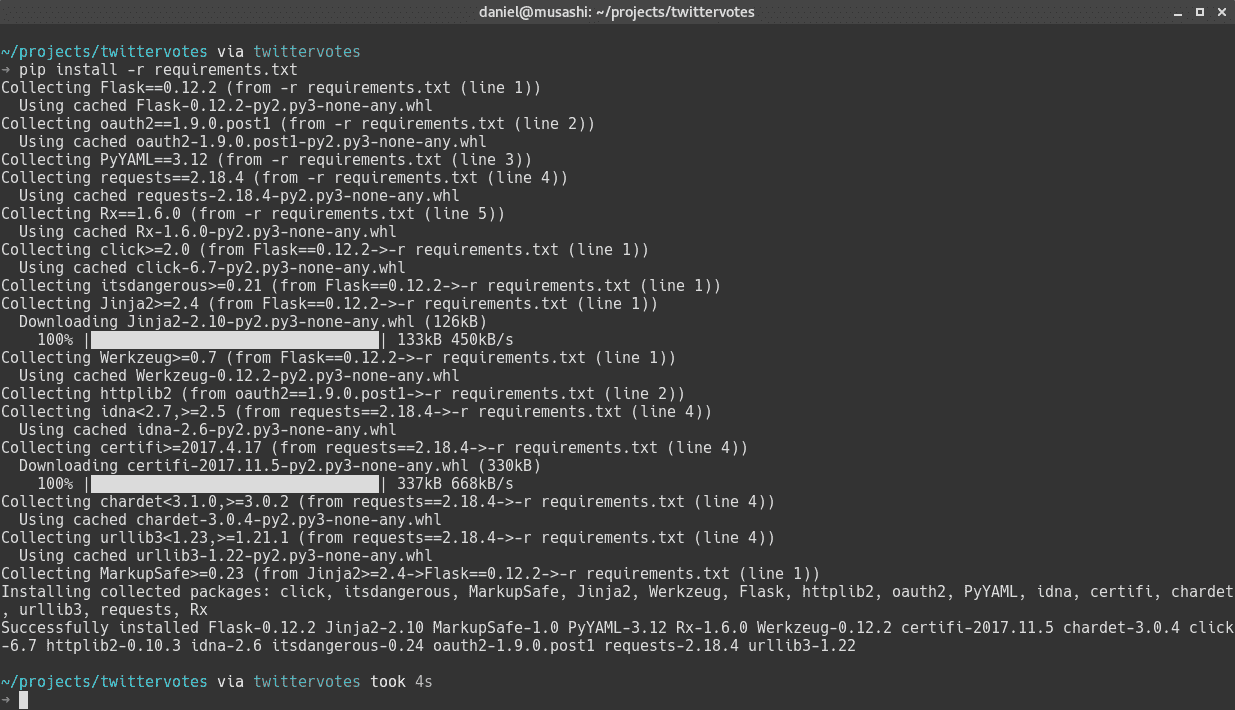 daniel@musashi: ~/projects/twittervotes
~/projects/twittervotes via twittervotes
→ pip install -r requirements.txt
Collecting Flask==0.12.2 (from -r requirements.txt (line 1))
  Using cached Flask-0.12.2-py2.py3-none-any.whl
Collecting oauth2==1.9.0.post1 (from -r requirements.txt (line 2))
  Using cached oauth2-1.9.0.post1-py2.py3-none-any.whl
Collecting PyYAML==3.12 (from -r requirements.txt (line 3))
Collecting requests==2.18.4 (from -r requirements.txt (line 4))
  Using cached requests-2.18.4-py2.py3-none-any.whl
Collecting Rx==1.6.0 (from -r requirements.txt (line 5))
  Using cached Rx-1.6.0-py2.py3-none-any.whl
Collecting click>=2.0 (from Flask==0.12.2->-r requirements.txt (line 1))
  Using cached click-6.7-py2.py3-none-any.whl
Collecting itsdangerous>=0.21 (from Flask==0.12.2->-r requirements.txt (line 1))
Collecting Jinja2>=2.4 (from Flask==0.12.2->-r requirements.txt (line 1))
  Downloading Jinja2-2.10-py2.py3-none-any.whl (126kB)
    100% |████████████████████████████████| 133kB 450kB/s
Collecting Werkzeug>=0.7 (from Flask==0.12.2->-r requirements.txt (line 1))
  Using cached Werkzeug-0.12.2-py2.py3-none-any.whl
Collecting httplib2 (from oauth2==1.9.0.post1->-r requirements.txt (line 2))
Collecting idna<2.7,>=2.5 (from requests==2.18.4->-r requirements.txt (line 4))
  Using cached idna-2.6-py2.py3-none-any.whl
Collecting certifi>=2017.4.17 (from requests==2.18.4->-r requirements.txt (line 4))
  Downloading certifi-2017.11.5-py2.py3-none-any.whl (330kB)
    100% |████████████████████████████████| 337kB 668kB/s
Collecting chardet<3.1.0,>=3.0.2 (from requests==2.18.4->-r requirements.txt (line 4))
  Using cached chardet-3.0.4-py2.py3-none-any.whl
Collecting urllib3<1.23,>=1.21.1 (from requests==2.18.4->-r requirements.txt (line 4))
  Using cached urllib3-1.22-py2.py3-none-any.whl
Collecting MarkupSafe>=0.23 (from Jinja2>=2.4->Flask==0.12.2->-r requirements.txt (line 1))
Installing collected packages: click, itsdangerous, MarkupSafe, Jinja2, Werkzeug, Flask, httplib2, oauth2, PyYAML, idna, certifi, chardet
, urllib3, requests, Rx
Successfully installed Flask-0.12.2 Jinja2-2.10 MarkupSafe-1.0 PyYAML-3.12 Rx-1.6.0 Werkzeug-0.12.2 certifi-2017.11.5 chardet-3.0.4 click
-6.7 httplib2-0.10.3 idna-2.6 itsdangerous-0.24 oauth2-1.9.0.post1 requests-2.18.4 urllib3-1.22
~/projects/twittervotes via twittervotes took 4s
→